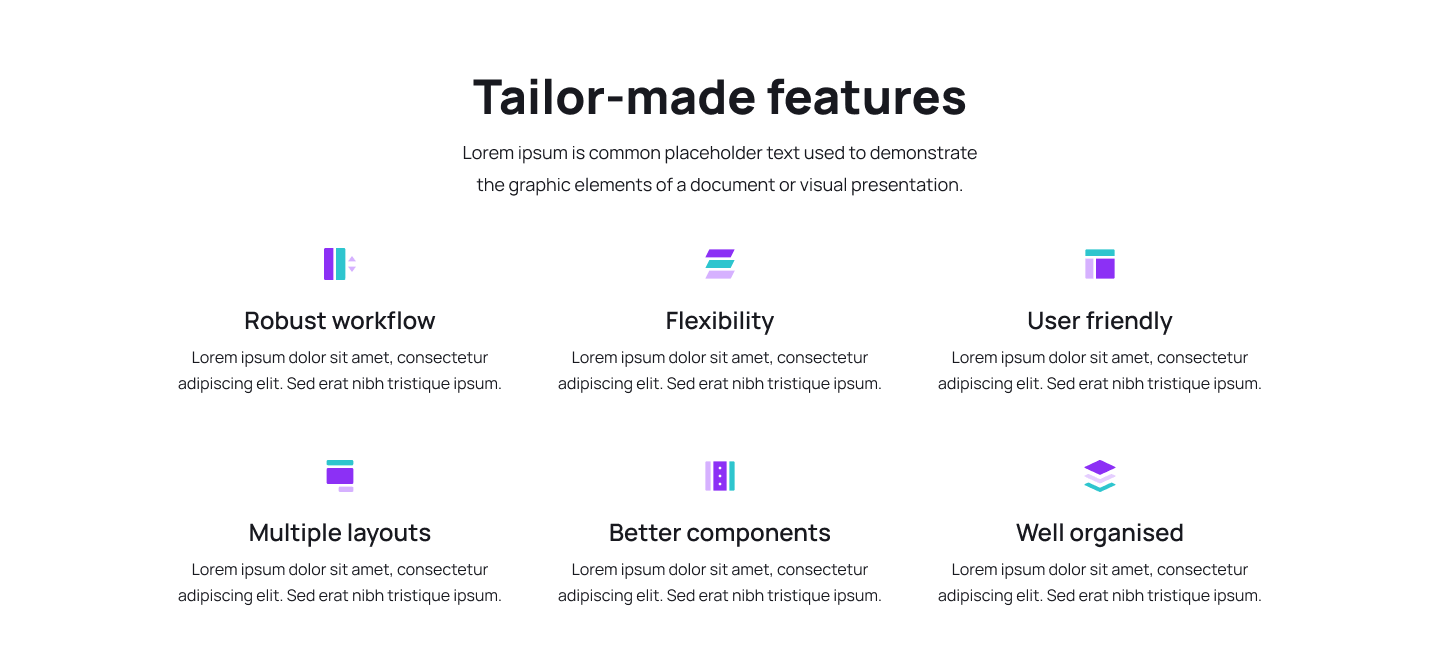 Tailor-made features
Lorem ipsum is common placeholder text used to demonstrate
the graphic elements of a document or visual presentation.
Robust workflow
Lorem ipsum dolor sit amet, consectetur
adipiscing elit. Sed erat nibh tristique ipsum.
Flexibility
Lorem ipsum dolor sit amet, consectetur
adipiscing elit. Sed erat nibh tristique ipsum.
User friendly
Lorem ipsum dolor sit amet, consectetur
adipiscing elit. Sed erat nibh tristique ipsum.
Multiple layouts
Lorem ipsum dolor sit amet, consectetur
adipiscing elit. Sed erat nibh tristique ipsum.
Better components
Lorem ipsum dolor sit amet, consectetur
adipiscing elit. Sed erat nibh tristique ipsum.
Well organised
Lorem ipsum dolor sit amet, consectetur
adipiscing elit. Sed erat nibh tristique ipsum.